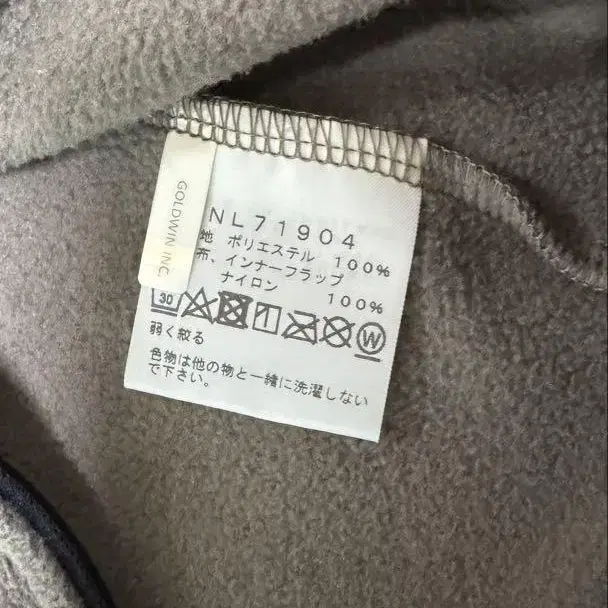 GOLDWIN INC.
NL71904
地 ポリエステル 100%
布、インナーフラップ
ナイロン 100%
30
W
弱く絞る
色物は他の物と一緒に洗濯しない
で下さい。